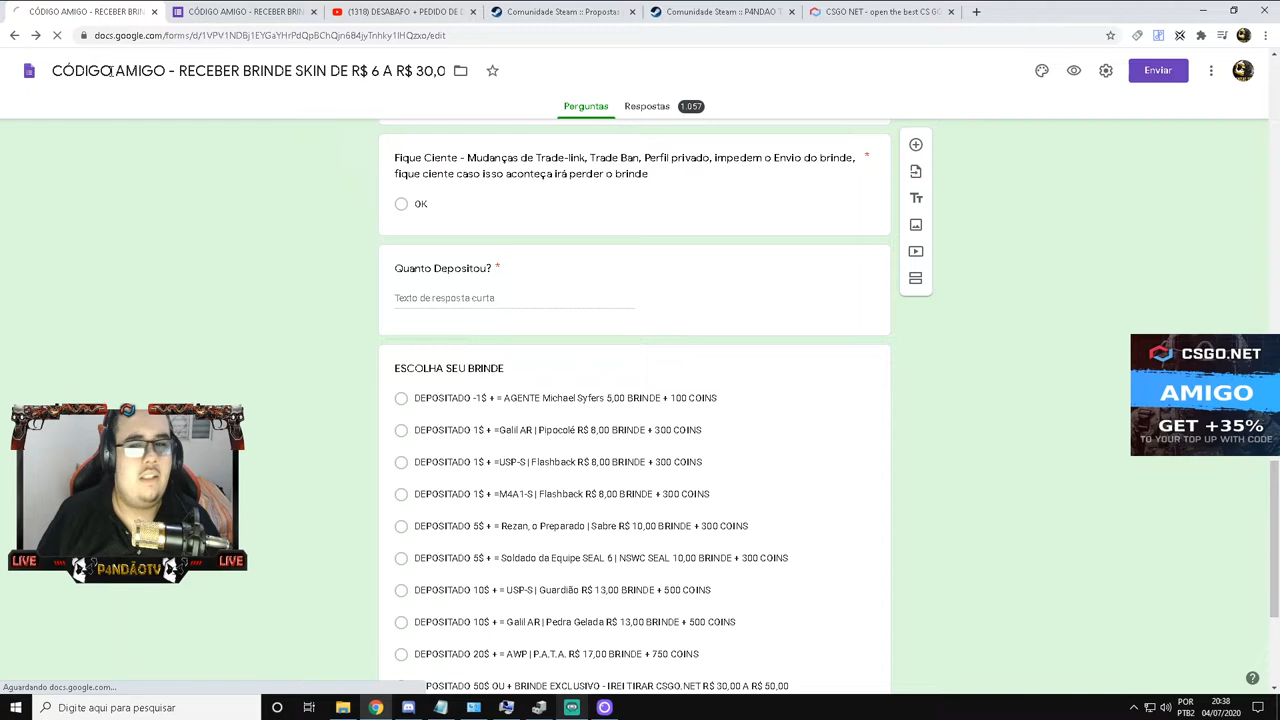 CÓDIGO AMIGO - RECEBER BRIN
CÓDIGO AMIGO - RECEBER BRIN
(1318) DESABAFO + PEDIDO DE D
Comunidade Steam :: Propostas
Comunidade Steam :: P4NDAO T
CSGO NET - open the best CS GO
docs.google.com/forms/d/1VPV1NDBj1EYGaYHrPdQpBChQjn684jyTnhky1lHQzxo/edit
CÓDIGO AMIGO - RECEBER BRINDE SKIN DE R$ 6 A R$ 30,0
Enviar
Perguntas
Respostas
1.057
Fique Ciente - Mudanças de Trade-link, Trade Ban, Perfil privado, impedem o Envio do brinde, *
fique ciente caso isso aconteça irá perder o brinde
OK
Quanto Depositou? *
Texto de resposta curta
ESCOLHA SEU BRINDE
DEPOSITADO -1$ + = AGENTE Michael Syfers 5,00 BRINDE + 100 COINS
DEPOSITADO 1$ + =Galil AR | Pipocolé R$ 8,00 BRINDE + 300 COINS
DEPOSITADO 1$ + =USP-S | Flashback R$ 8,00 BRINDE + 300 COINS
DEPOSITADO 1$ + =M4A1-S | Flashback R$ 8,00 BRINDE + 300 COINS
DEPOSITADO 5$ + = Rezan, o Preparado | Sabre R$ 10,00 BRINDE + 300 COINS
DEPOSITADO 5$ + = Soldado da Equipe SEAL 6 | NSWC SEAL 10,00 BRINDE + 300 COINS
DEPOSITADO 10$ + = USP-S | Guardião R$ 13,00 BRINDE + 500 COINS
DEPOSITADO 10$ + = Galil AR | Pedra Gelada R$ 13,00 BRINDE + 500 COINS
DEPOSITADO 20$ + = AWP | P.A.T.A. R$ 17,00 BRINDE + 750 COINS
POSITADO 50$ OU + BRINDE EXCLUSIVO - IREI TIRAR CSGO.NET R$ 30,00 A R$ 50,00
CSGO.NET
AMIGO
GET +35%
TO YOUR TOP UP WITH CODE
LIVE
P4NDÃOTV
LIVE
Aguardando docs.google.com...
Digite aqui para pesquisar
POR
PTB2
20:38
04/07/2020